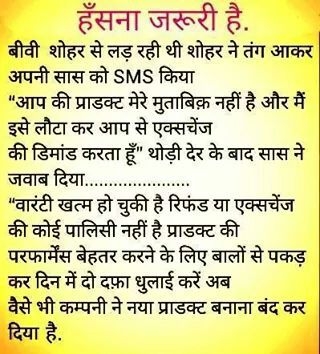 हँसना जरूरी है.
बीवी शोहर से लड़ रही थी शोहर ने तंग आकर
अपनी सास को SMS किया
“आप की प्राडक्ट मेरे मुताबिक़ नहीं है और मैं
इसे लौटा कर आप से एक्सचेंज
की डिमांड करता हूँ” थोड़ी देर के बाद सास ने
जवाब दिया......................
“वारंटी खत्म हो चुकी है रिफंड या एक्सचेंज
की कोई पालिसी नहीं है प्राडक्ट की
परफार्मेंस बेहतर करने के लिए बालों से पकड़
कर दिन में दो दफ़ा धुलाई करें अब
वैसे भी कम्पनी ने नया प्राडक्ट बनाना बंद कर
दिया है.